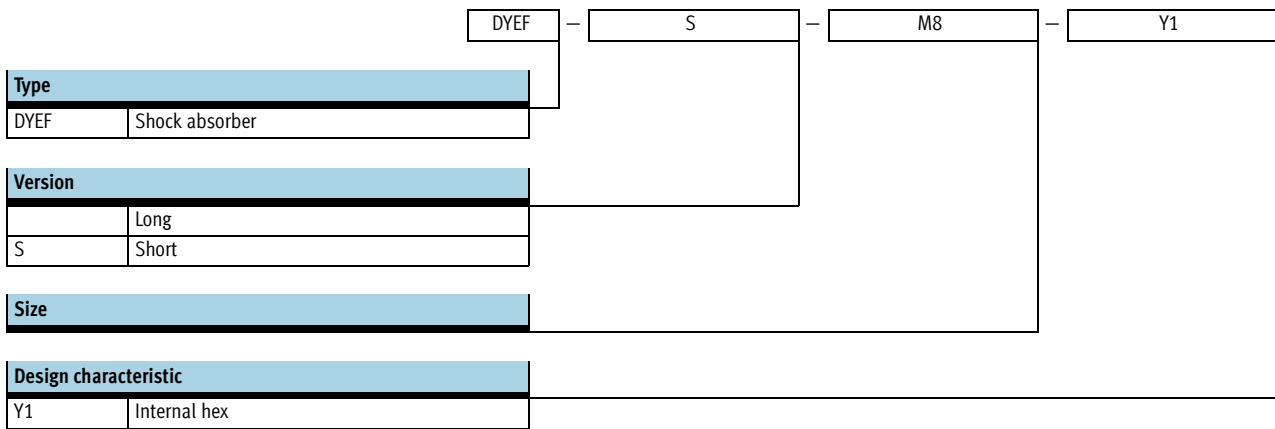 DYEF – S – M8 – Y1
Type
DYEF Shock absorber
Version
Long
S Short
Size
Design characteristic
Y1 Internal hex